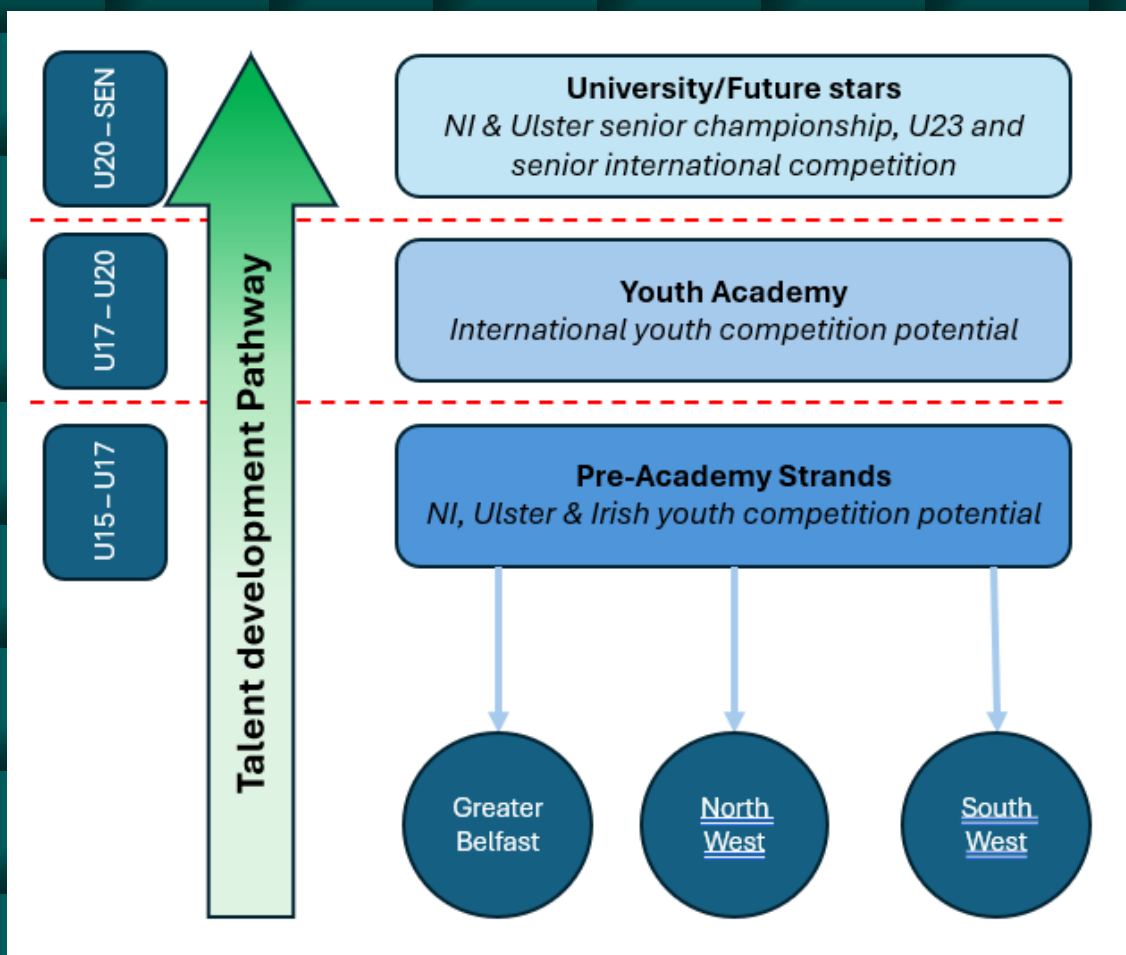 U20 – SEN
University/Future stars
NI & Ulster senior championship, U23 and
senior international competition
U17 – U20
Youth Academy
International youth competition potential
U15 – U17
Pre-Academy Strands
NI, Ulster & Irish youth competition potential
Talent development Pathway
Greater
Belfast
North
West
South
West